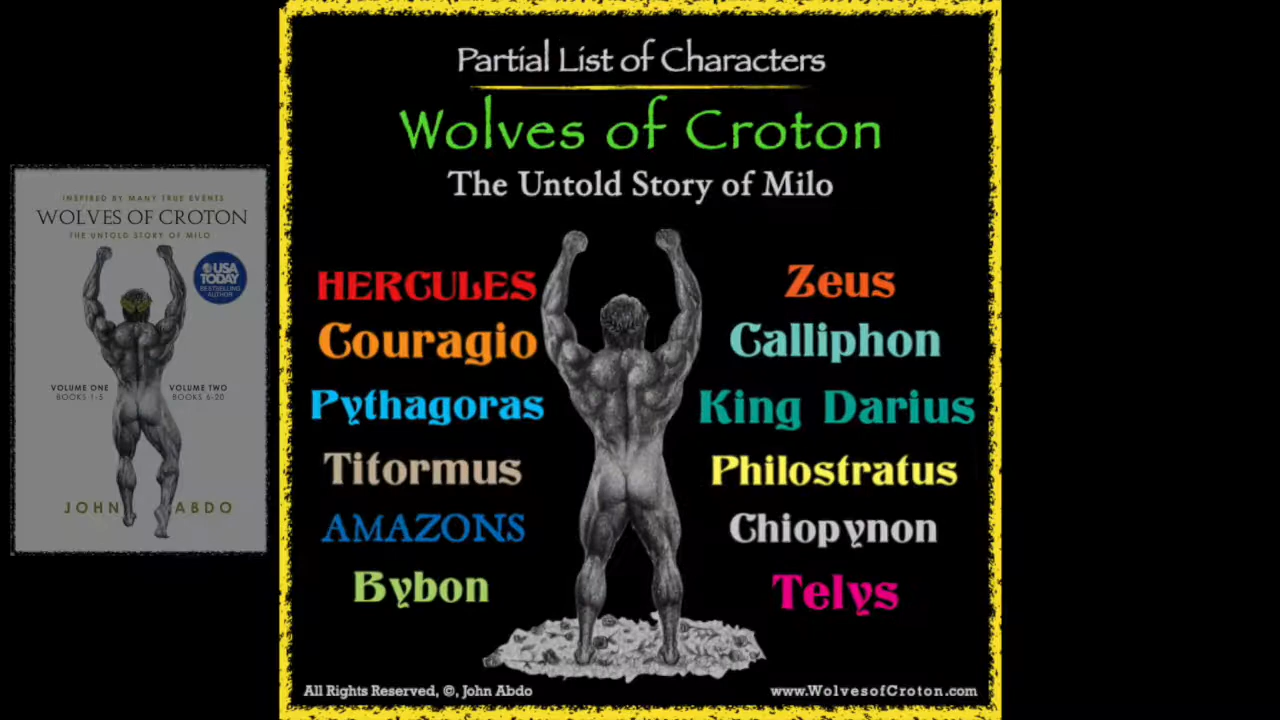 INSPIRED BY MANY TRUE EVENTS
WOLVES OF CROTON
THE UNTOLD STORY OF MILO
USA
TODAY
BESTSELLING
AUTHOR
VOLUME ONE
BOOKS 1-5
VOLUME TWO
BOOKS 6-20
JOHN ABDO
Partial List of Characters
Wolves of Croton
The Untold Story of Milo
HERCULES
Couragio
Pythagoras
Titormus
AMAZONS
Bybon
Zeus
Calliphon
King Darius
Philostratus
Chiopynon
Telys
All Rights Reserved, ©, John Abdo
www.WolvesofCroton.com